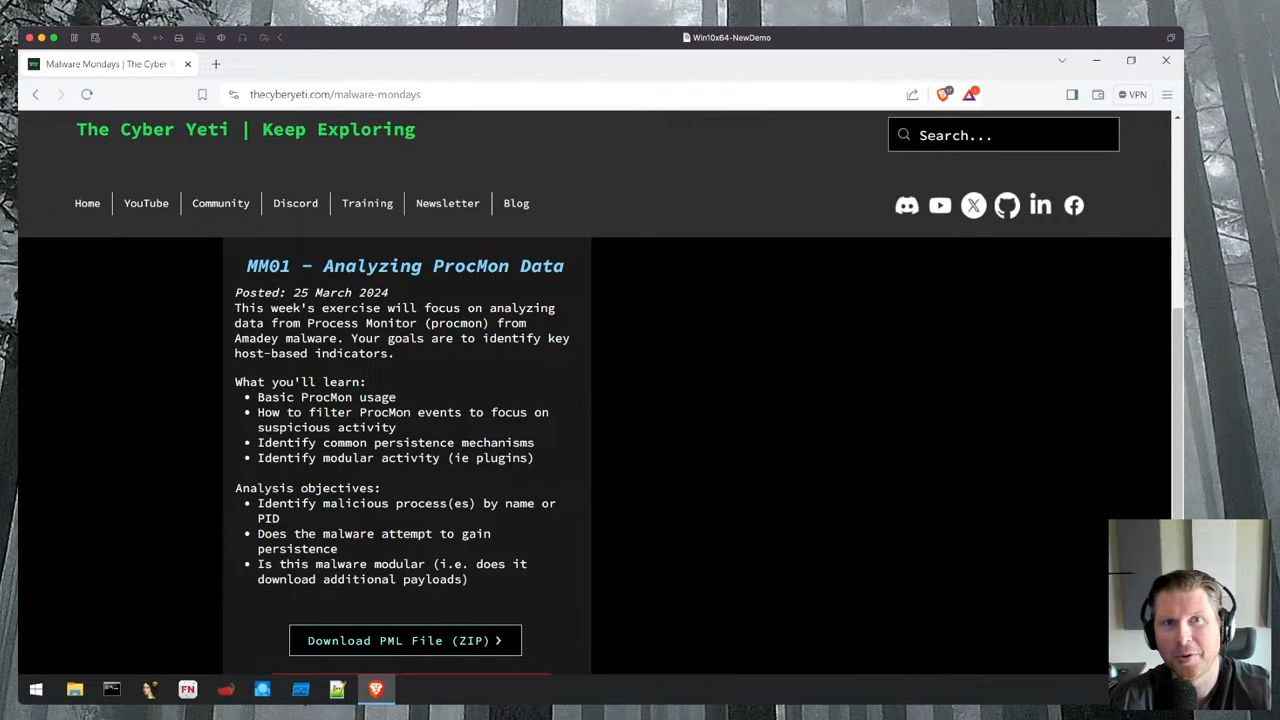 Win10x64-NewDemo
Malware Mondays | The Cyber Y
thecyberyeti.com/malware-mondays
VPN
The Cyber Yeti | Keep Exploring
Search...
Home
YouTube
Community
Discord
Training
Newsletter
Blog
MM01 - Analyzing ProcMon Data
Posted: 25 March 2024
This week's exercise will focus on analyzing
data from Process Monitor (procmon) from
Amadey malware. Your goals are to identify key
host-based indicators.
What you'll learn:
• Basic ProcMon usage
• How to filter ProcMon events to focus on
suspicious activity
• Identify common persistence mechanisms
• Identify modular activity (ie plugins)
Analysis objectives:
• Identify malicious process(es) by name or
PID
• Does the malware attempt to gain
persistence
• Is this malware modular (i.e. does it
download additional payloads)
Download PML File (ZIP) >
FN